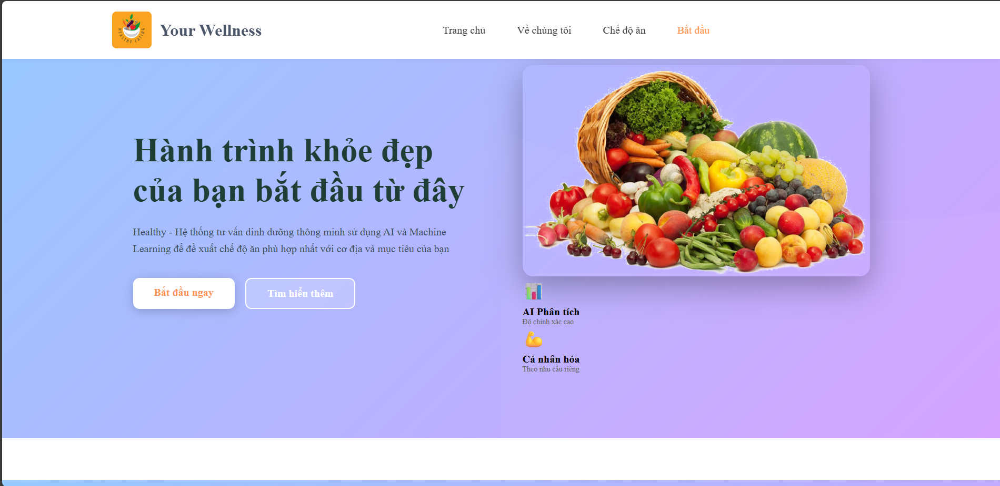 HEALTHY EATING
Your Wellness
Trang chủ
Về chúng tôi
Chế độ ăn
Bắt đầu
Hành trình khỏe đẹp
của bạn bắt đầu từ đây
Healthy - Hệ thống tư vấn dinh dưỡng thông minh sử dụng AI và Machine
Learning để đề xuất chế độ ăn phù hợp nhất với cơ địa và mục tiêu của bạn
Bắt đầu ngay
Tìm hiểu thêm
AI Phân tích
Độ chính xác cao
Cá nhân hóa
Theo nhu cầu riêng